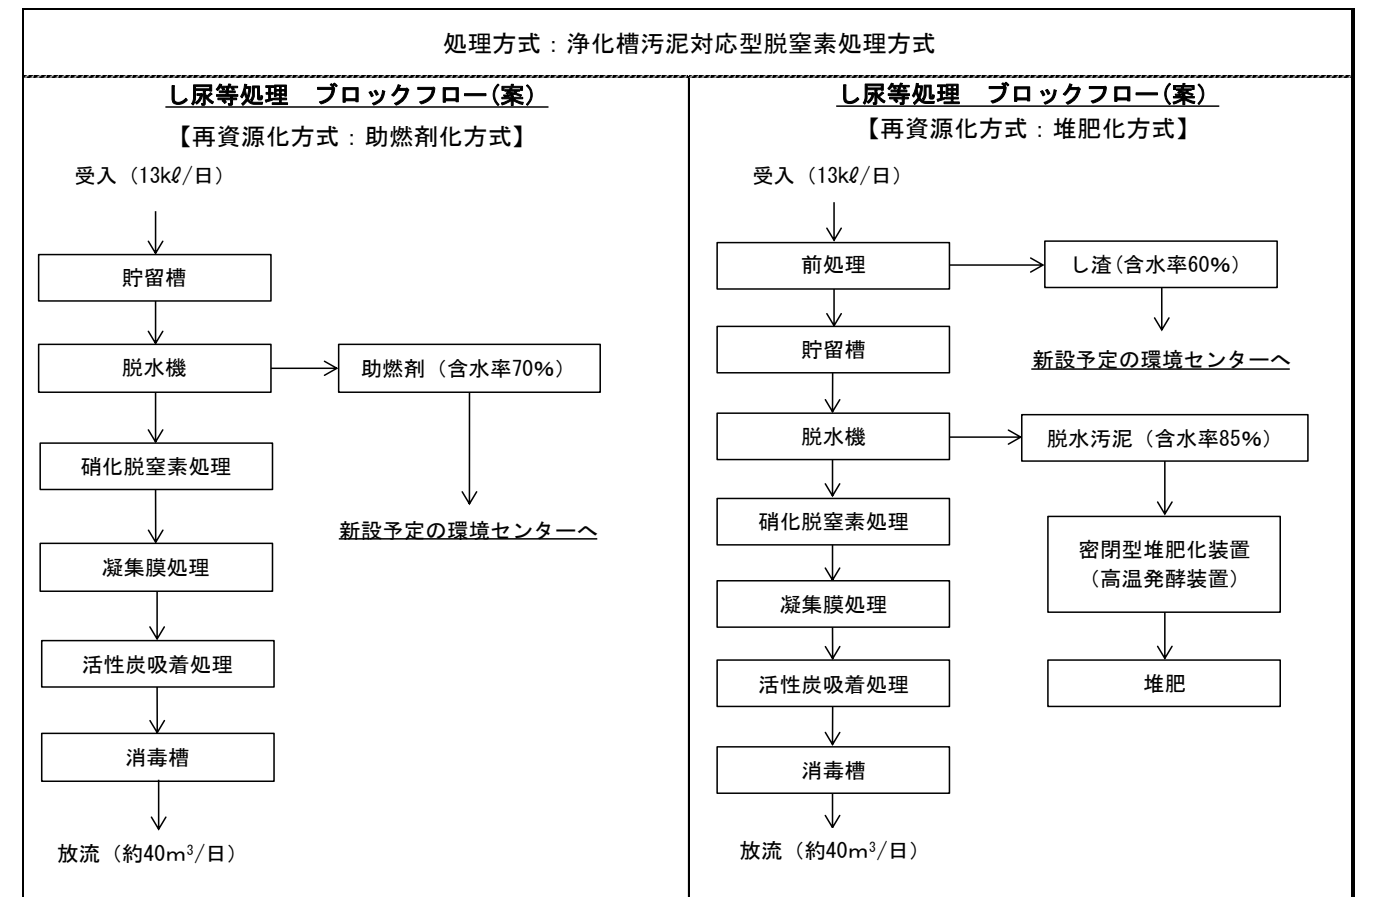 処理方式：浄化槽汚泥対応型脱窒素処理方式
し尿等処理　ブロックフロー(案)
【再資源化方式：助燃剤化方式】
受入（13kℓ/日）
貯留槽
脱水機
助燃剤（含水率70%）
硝化脱窒素処理
新設予定の環境センターへ
凝集膜処理
活性炭吸着処理
消毒槽
放流（約40m³/日）
し尿等処理　ブロックフロー(案)
【再資源化方式：堆肥化方式】
受入（13kℓ/日）
前処理
し渣(含水率60%)
貯留槽
新設予定の環境センターへ
脱水機
脱水汚泥（含水率85%）
硝化脱窒素処理
密閉型堆肥化装置
（高温発酵装置）
凝集膜処理
活性炭吸着処理
堆肥
消毒槽
放流（約40m³/日）